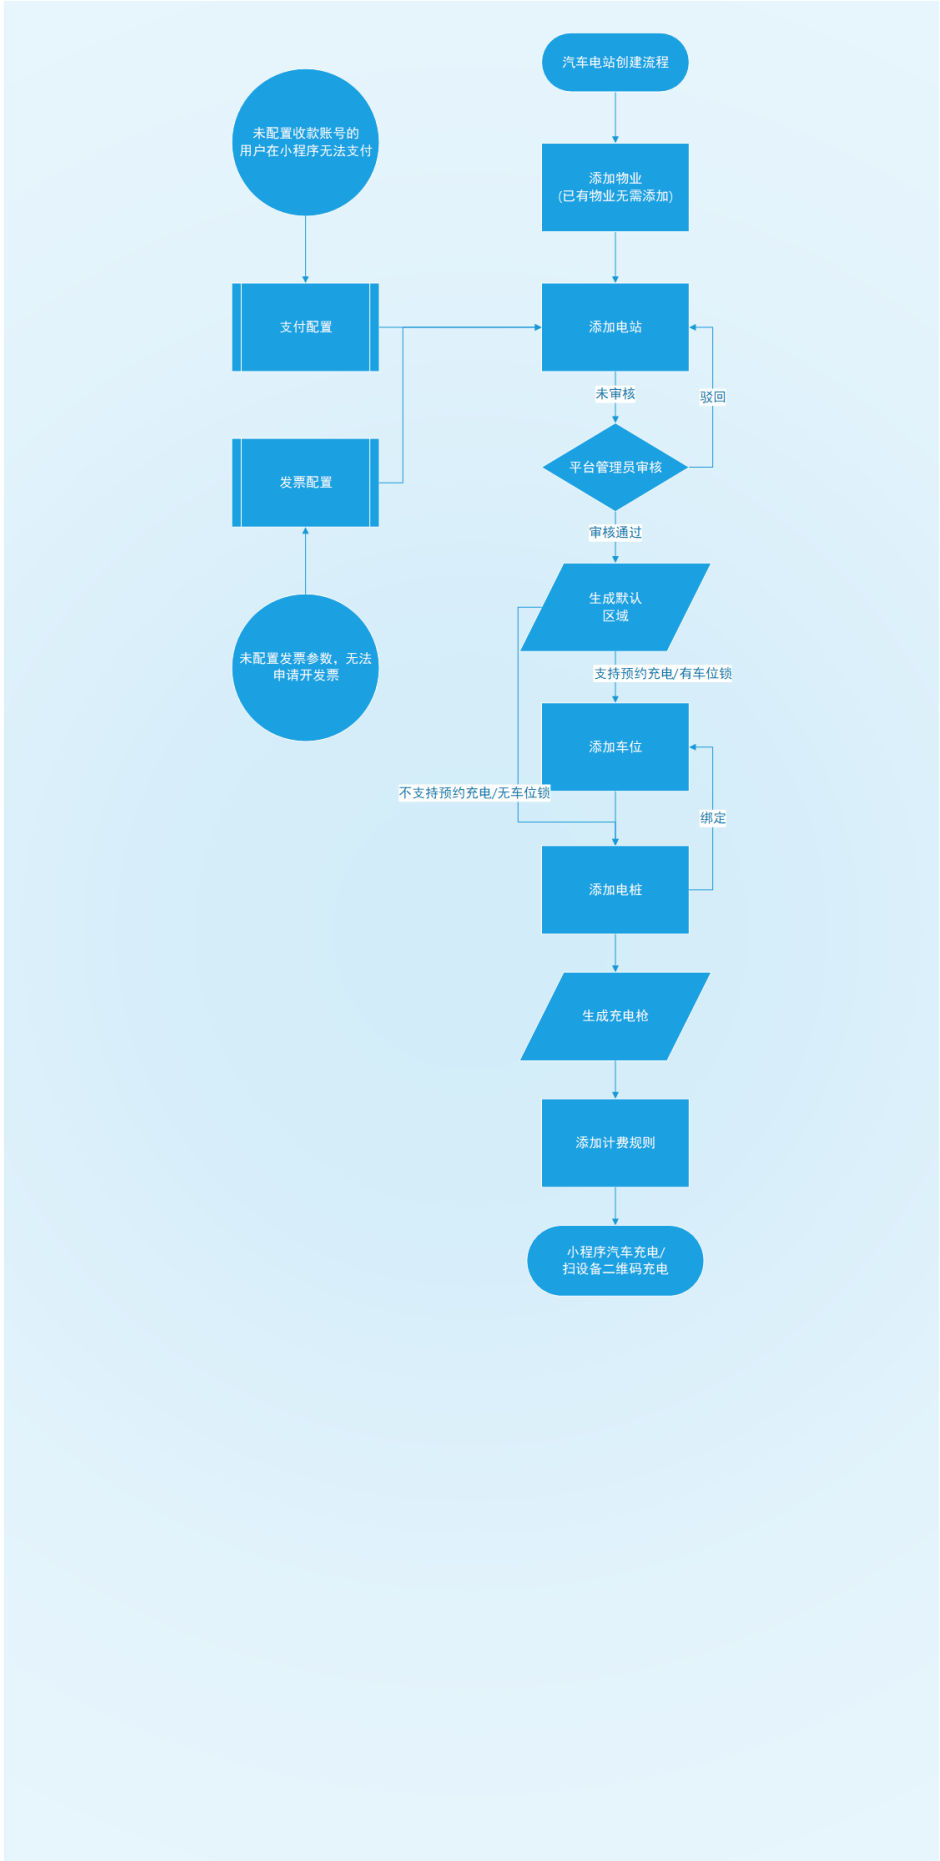 汽车电站创建流程
未配置收款账号的
用户在小程序无法支付
添加物业
(已有物业无需添加)
支付配置
添加电站
未审核
驳回
发票配置
平台管理员审核
审核通过
生成默认
区域
未配置发票参数，无法
申请开发票
支持预约充电/有车位锁
添加车位
不支持预约充电/无车位锁
绑定
添加电桩
生成充电枪
添加计费规则
小程序汽车充电/
扫设备二维码充电